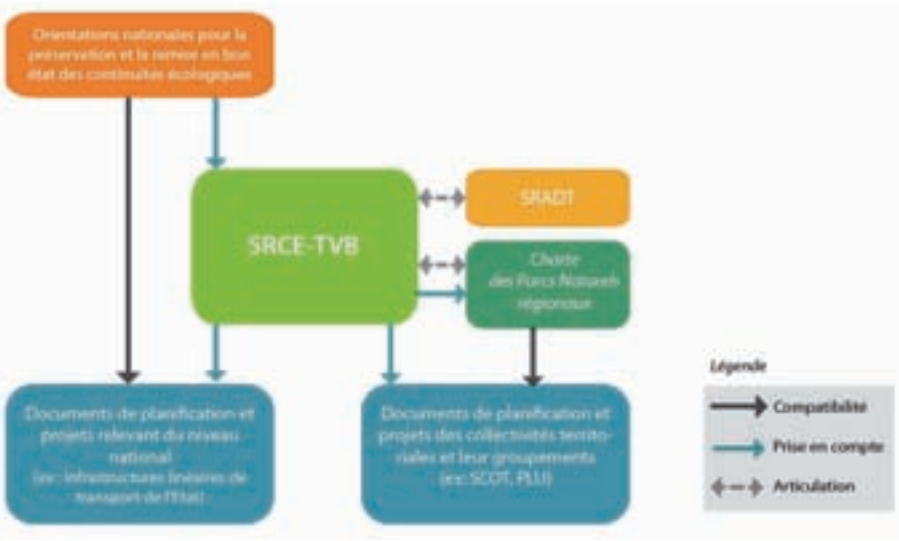 Orientations nationales pour la
préservation et la remise en bon
état des continuités écologiques
SRCE-TVB
SRADT
Charte
des Parcs Naturels
régionaux
Documents de planification et
projets relevant du niveau
national
(ex : infrastructures linéaires de
transport de l'Etat)
Documents de planification et
projets des collectivités territo-
riales et leur groupements
(ex: SCOT, PLU)
Légende
Compatibilité
Prise en compte
Articulation